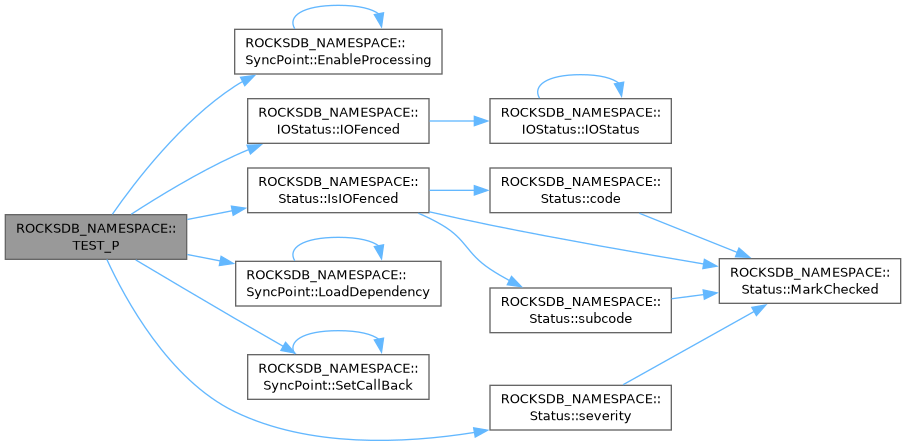 ROCKSDB_NAMESPACE::
SyncPoint::EnableProcessing
ROCKSDB_NAMESPACE::
IOStatus::IOFenced
ROCKSDB_NAMESPACE::
IOStatus::IOStatus
ROCKSDB_NAMESPACE::
Status::IsIOFenced
ROCKSDB_NAMESPACE::
Status::code
ROCKSDB_NAMESPACE::
TEST_P
ROCKSDB_NAMESPACE::
SyncPoint::LoadDependency
ROCKSDB_NAMESPACE::
Status::MarkChecked
ROCKSDB_NAMESPACE::
Status::subcode
ROCKSDB_NAMESPACE::
SyncPoint::SetCallBack
ROCKSDB_NAMESPACE::
Status::severity